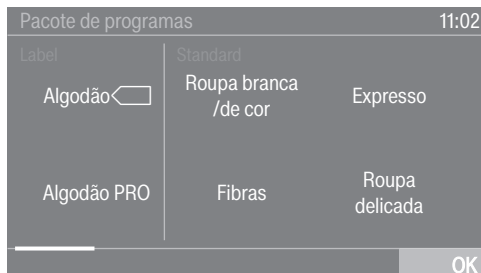 Pacote de programas 11:02
Label Standard
Algodão
Roupa branca
/de cor
Expresso
Algodão PRO
Fibras
Roupa
delicada
OK